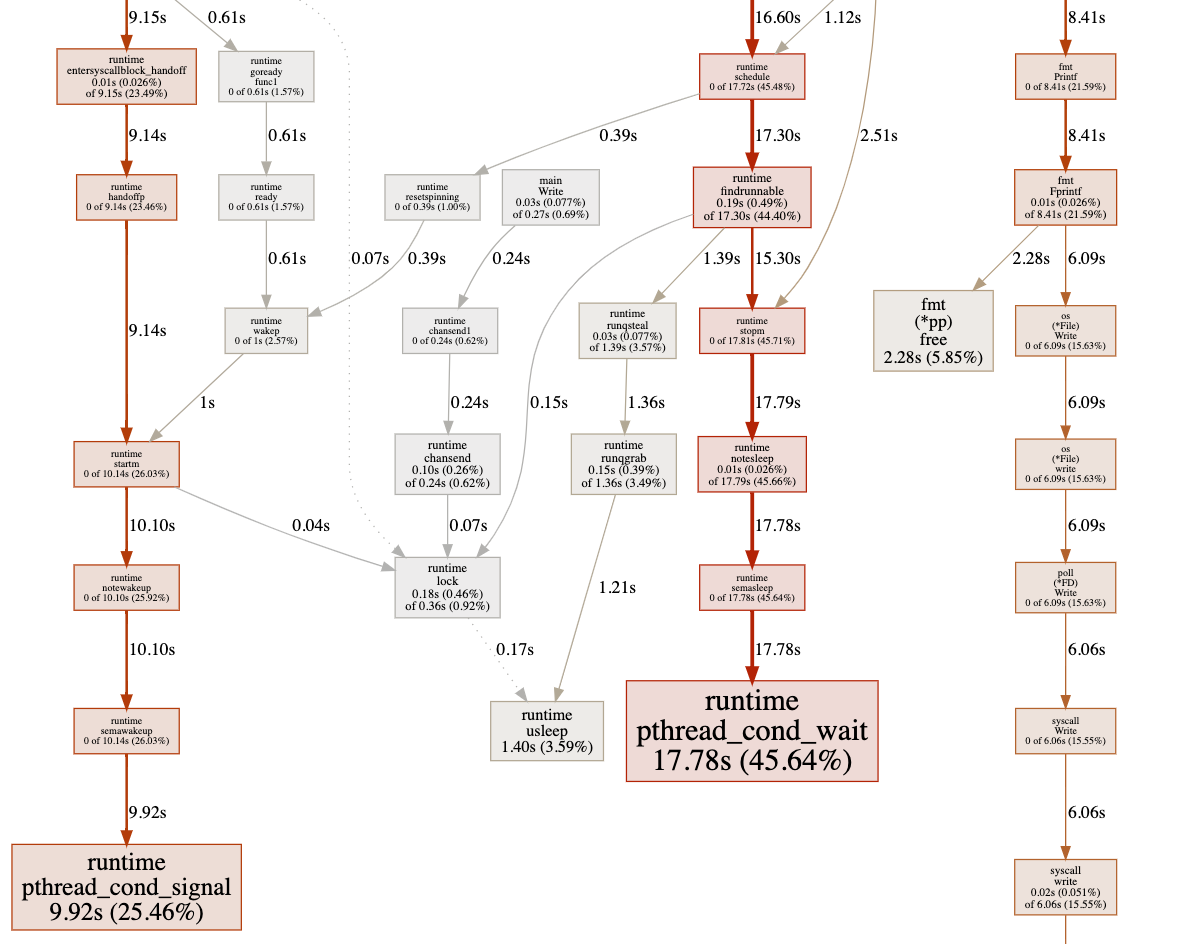 9.15s
0.61s
16.60s
1.12s
8.41s
runtime
entersyscallblock_handoff
0.01s (0.026%)
of 9.15s (23.49%)
runtime
goready
func1
0 of 0.61s (1.57%)
runtime
schedule
0 of 17.72s (45.48%)
fmt
Printf
0 of 8.41s (21.59%)
9.14s
0.61s
0.39s
17.30s
2.51s
8.41s
runtime
handoffp
0 of 9.14s (23.46%)
runtime
ready
0 of 0.61s (1.57%)
runtime
resetspinning
0 of 0.39s (1.00%)
main
Write
0.03s (0.077%)
of 0.27s (0.69%)
runtime
findrunnable
0.19s (0.49%)
of 17.30s (44.40%)
fmt
Fprintf
0.01s (0.026%)
of 8.41s (21.59%)
0.61s
0.07s
0.39s
0.24s
1.39s
15.30s
2.28s
6.09s
9.14s
runtime
wakep
0 of 1s (2.57%)
runtime
chansend1
0 of 0.24s (0.62%)
runtime
runqsteal
0.03s (0.077%)
of 1.39s (3.57%)
runtime
stopm
0 of 17.81s (45.71%)
fmt
(*pp)
free
2.28s (5.85%)
os
(*File)
Write
0 of 6.09s (15.63%)
1s
0.24s
0.15s
1.36s
17.79s
6.09s
runtime
startm
0 of 10.14s (26.03%)
runtime
chansend
0.10s (0.26%)
of 0.24s (0.62%)
runtime
runqgrab
0.15s (0.39%)
of 1.36s (3.49%)
runtime
notesleep
0.01s (0.026%)
of 17.79s (45.66%)
os
(*File)
write
0 of 6.09s (15.63%)
10.10s
0.04s
0.07s
17.78s
6.09s
runtime
notewakeup
0 of 10.10s (25.92%)
runtime
lock
0.18s (0.46%)
of 0.36s (0.92%)
1.21s
runtime
semasleep
0 of 17.78s (45.64%)
poll
(*FD)
Write
0 of 6.09s (15.63%)
10.10s
0.17s
17.78s
6.06s
runtime
semawakeup
0 of 10.14s (26.03%)
runtime
usleep
1.40s (3.59%)
runtime
pthread_cond_wait
17.78s (45.64%)
syscall
Write
0 of 6.06s (15.55%)
9.92s
6.06s
runtime
pthread_cond_signal
9.92s (25.46%)
syscall
write
0.02s (0.051%)
of 6.06s (15.55%)